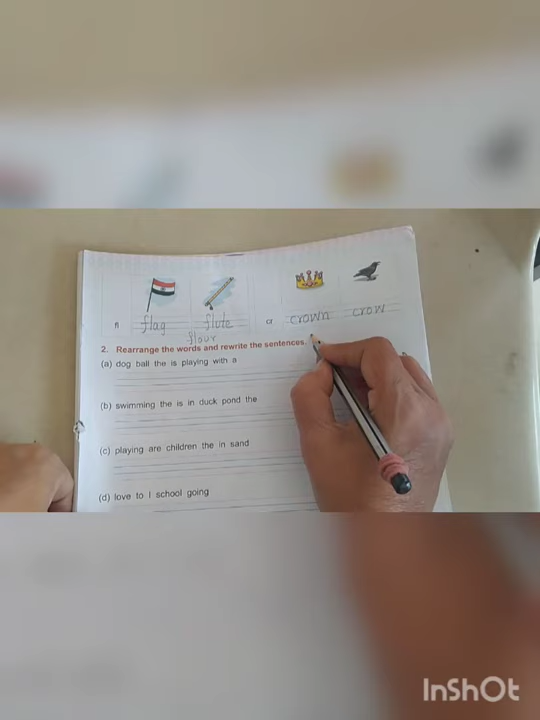 fl flag flute cr crown crow
flour
2. Rearrange the words and rewrite the sentences.
(a) dog ball the is playing with a
(b) swimming the is in duck pond the
(c) playing are children the in sand
(d) love to I school going
InShOt